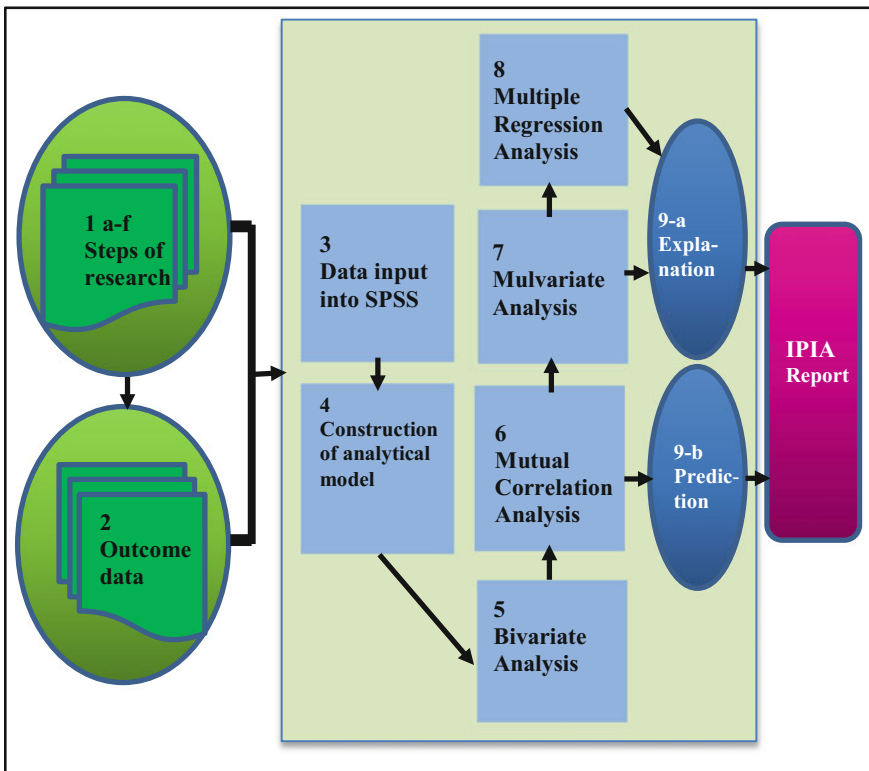 1 a-f
Steps of
research
2
Outcome
data
3
Data input
into SPSS
4
Construction
of analytical
model
5
Bivariate
Analysis
6
Mutual
Correlation
Analysis
7
Mulvariate
Analysis
8
Multiple
Regression
Analysis
9-a
Expla-
nation
9-b
Predic-
tion
IPIA
Report